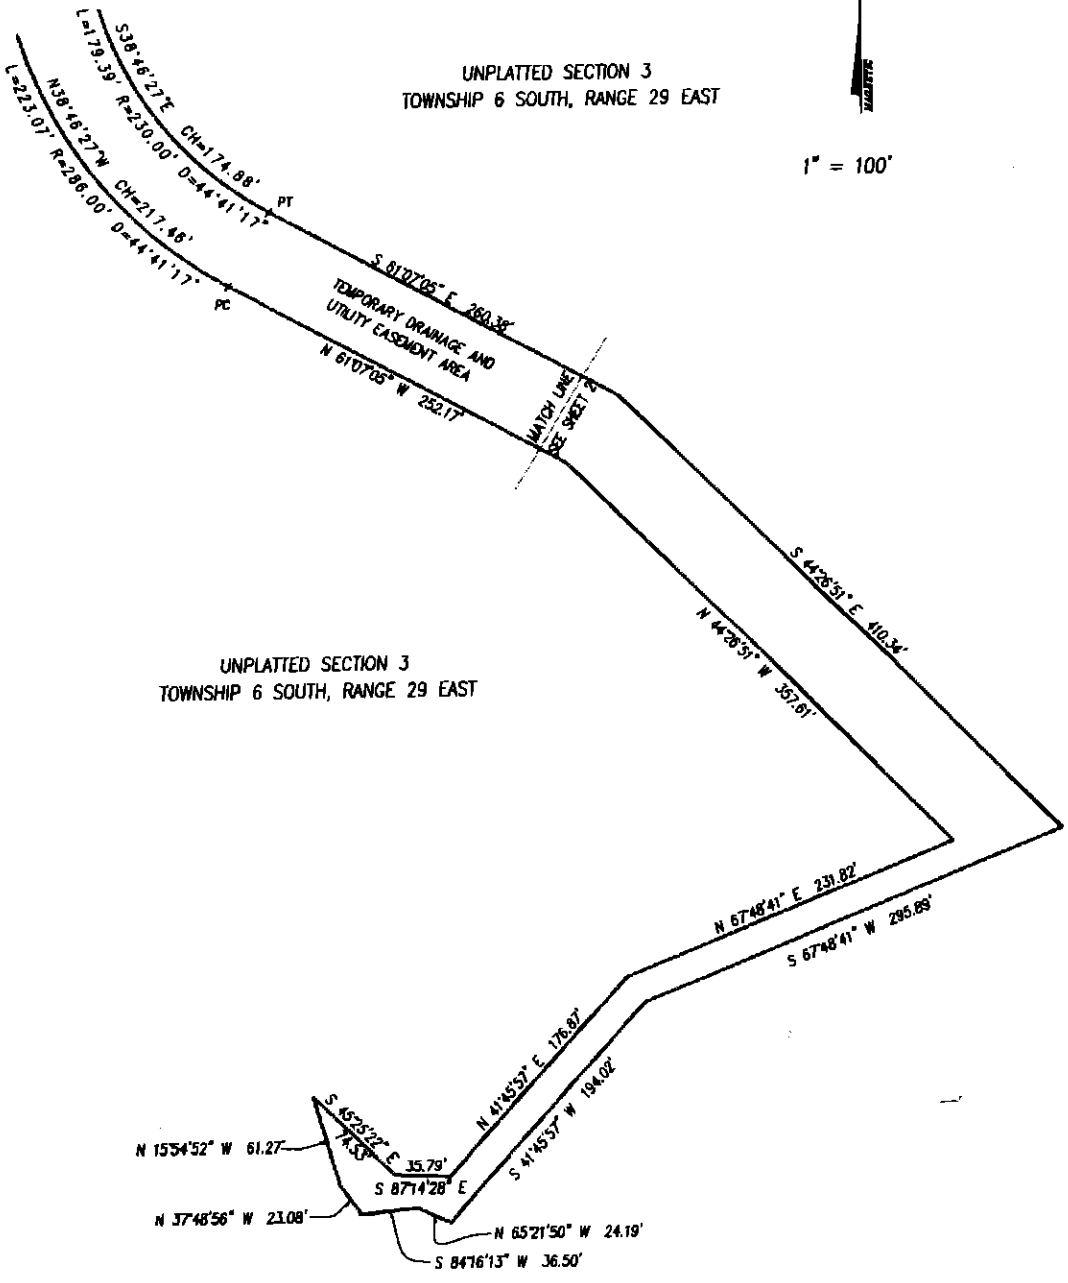 UNPLATTED SECTION 3
TOWNSHIP 6 SOUTH, RANGE 29 EAST
MAGNETIC
1" = 100'
S38°46'27"E CH=174.88'
L=179.39' R=230.00' D=44°41'17"
N38°46'27"W CH=217.46'
L=223.07' R=286.00' D=44°41'17"
PT
PC
S 61°07'05" E 260.38'
TEMPORARY DRAINAGE AND
UTILITY EASEMENT AREA
N 61°07'05" W 252.17'
MATCH LINE
SEE SHEET 2
S 44°26'51" E 410.34'
N 44°26'51" W 357.61'
UNPLATTED SECTION 3
TOWNSHIP 6 SOUTH, RANGE 29 EAST
N 67°48'41" E 231.82'
S 67°48'41" W 295.89'
N 41°45'57" E 176.87'
S 41°45'57" W 194.02'
S 45°25'22" E
74.53'
N 15°54'52" W 61.27'
35.79'
S 87°14'28" E
N 37°48'56" W 23.08'
N 65°21'50" W 24.19'
S 84°16'13" W 36.50'